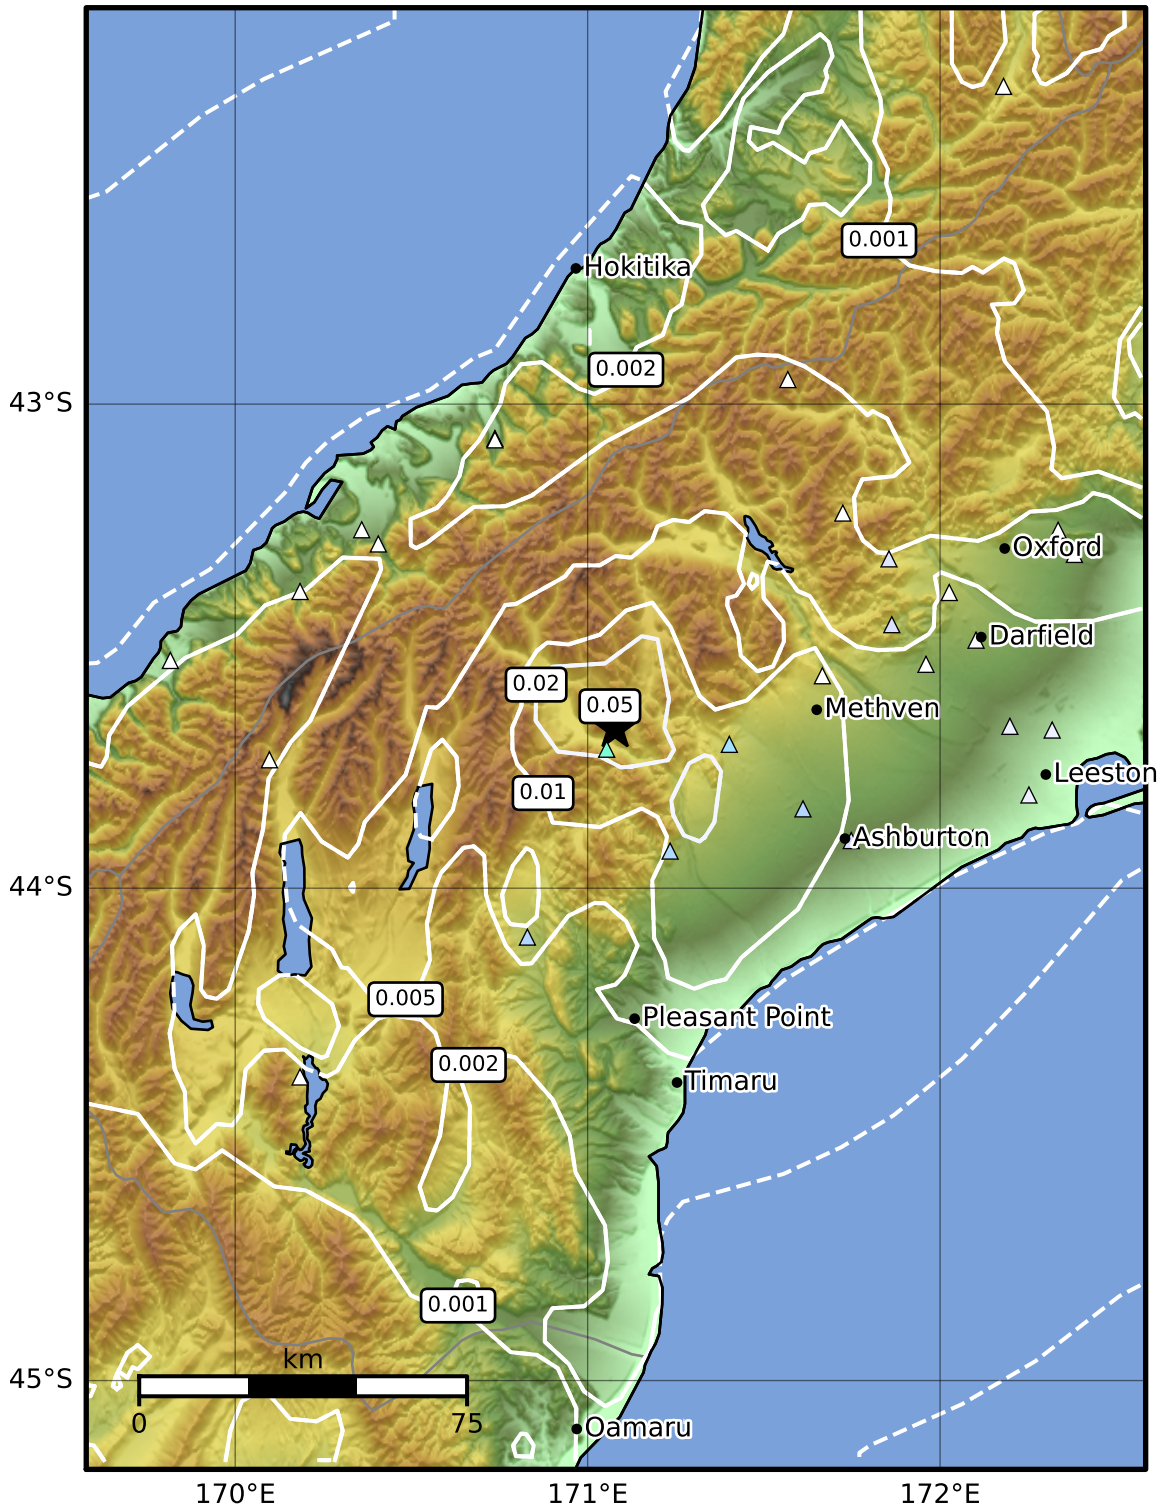 0.001
Hokitika
0.002
43°S
Oxford
Darfield
0.02
0.05
Methven
Leeston
0.01
Ashburton
44°S
0.005
Pleasant Point
0.002
Timaru
0.001
km
45°S
0 75
Oamaru
170°E 171°E 172°E